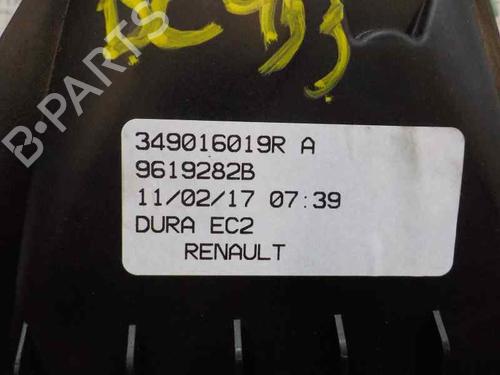 B-PARTS
349016019R A
9619282B
11/02/17 07:39
DURA EC2
RENAULT